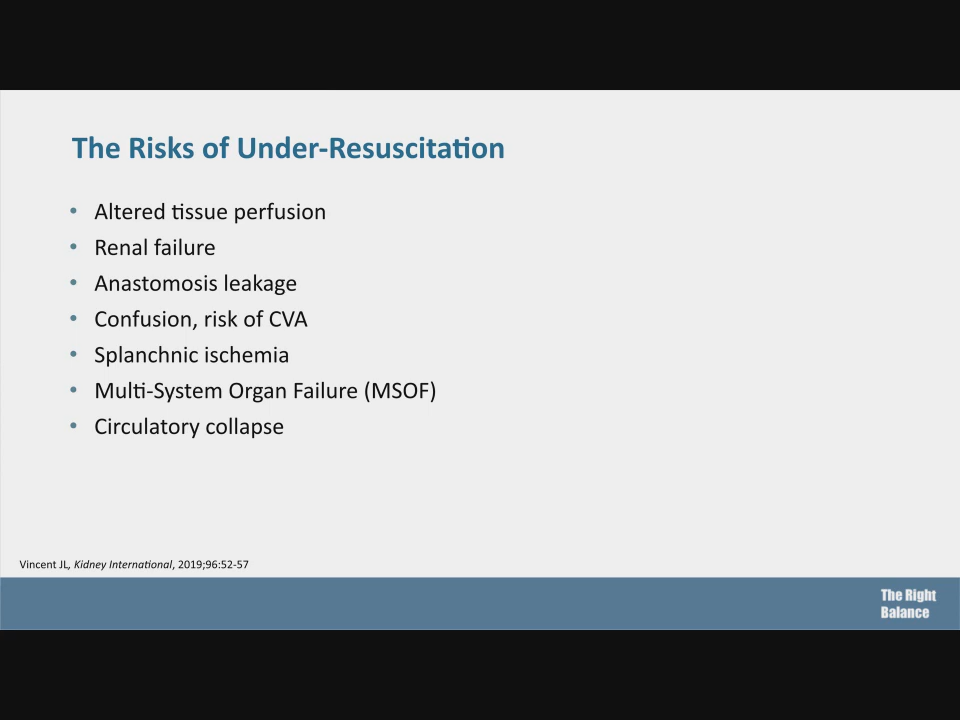 The Risks of Under-Resuscitation
• Altered tissue perfusion
• Renal failure
• Anastomosis leakage
• Confusion, risk of CVA
• Splanchnic ischemia
• Multi-System Organ Failure (MSOF)
• Circulatory collapse
Vincent JL, Kidney International, 2019;96:52-57
The Right
Balance